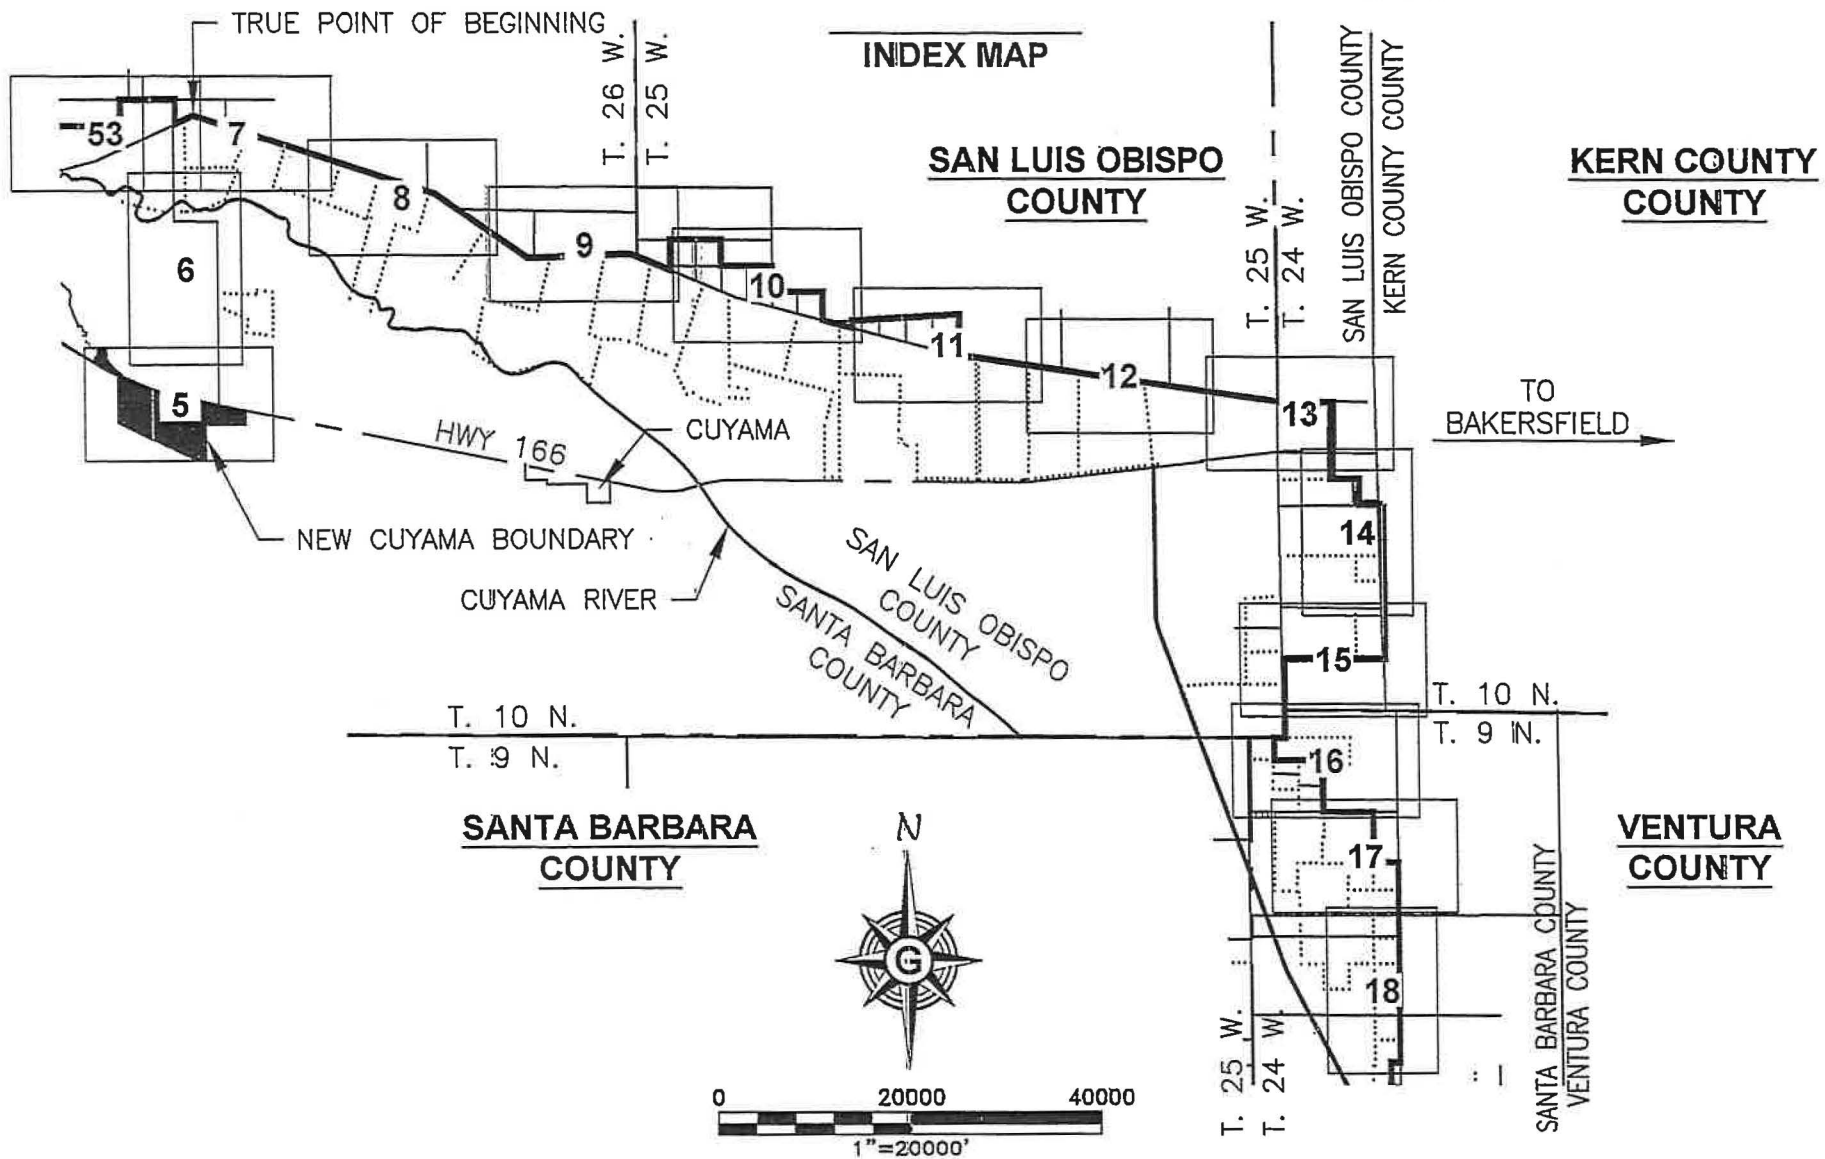 TRUE POINT OF BEGINNING
INDEX MAP
T. 26 W.
T. 25 W.
SAN LUIS OBISPO COUNTY
KERN COUNTY COUNTY
SAN LUIS OBISPO
COUNTY
KERN COUNTY
COUNTY
T. 25 W.
T. 24 W.
53
7
8
9
10
11
12
13
6
5
TO
BAKERSFIELD
HWY 166
CUYAMA
NEW CUYAMA BOUNDARY
CUYAMA RIVER
SAN LUIS OBISPO
COUNTY
SANTA BARBARA
COUNTY
14
15
T. 10 N.
T. 9 N.
T. 10 N.
T. 9 N.
16
17
18
SANTA BARBARA
COUNTY
VENTURA
COUNTY
N
G
SANTA BARBARA COUNTY
VENTURA COUNTY
T. 25 W.
T. 24 W.
0 20000 40000
1"=20000'